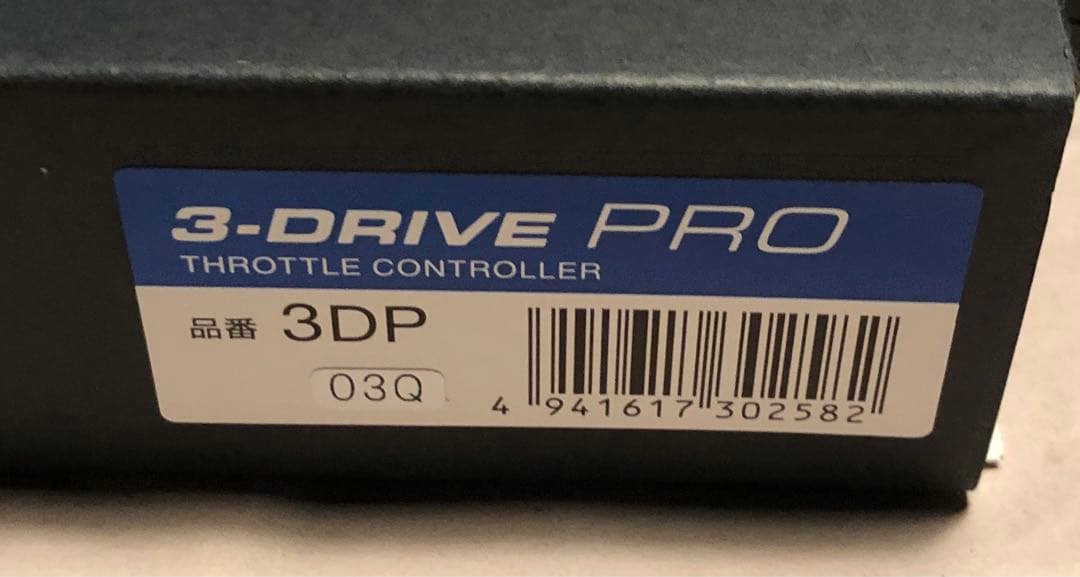 3-DRIVE PRO
THROTTLE CONTROLLER
品番 3DP
03Q
4 941617 302582